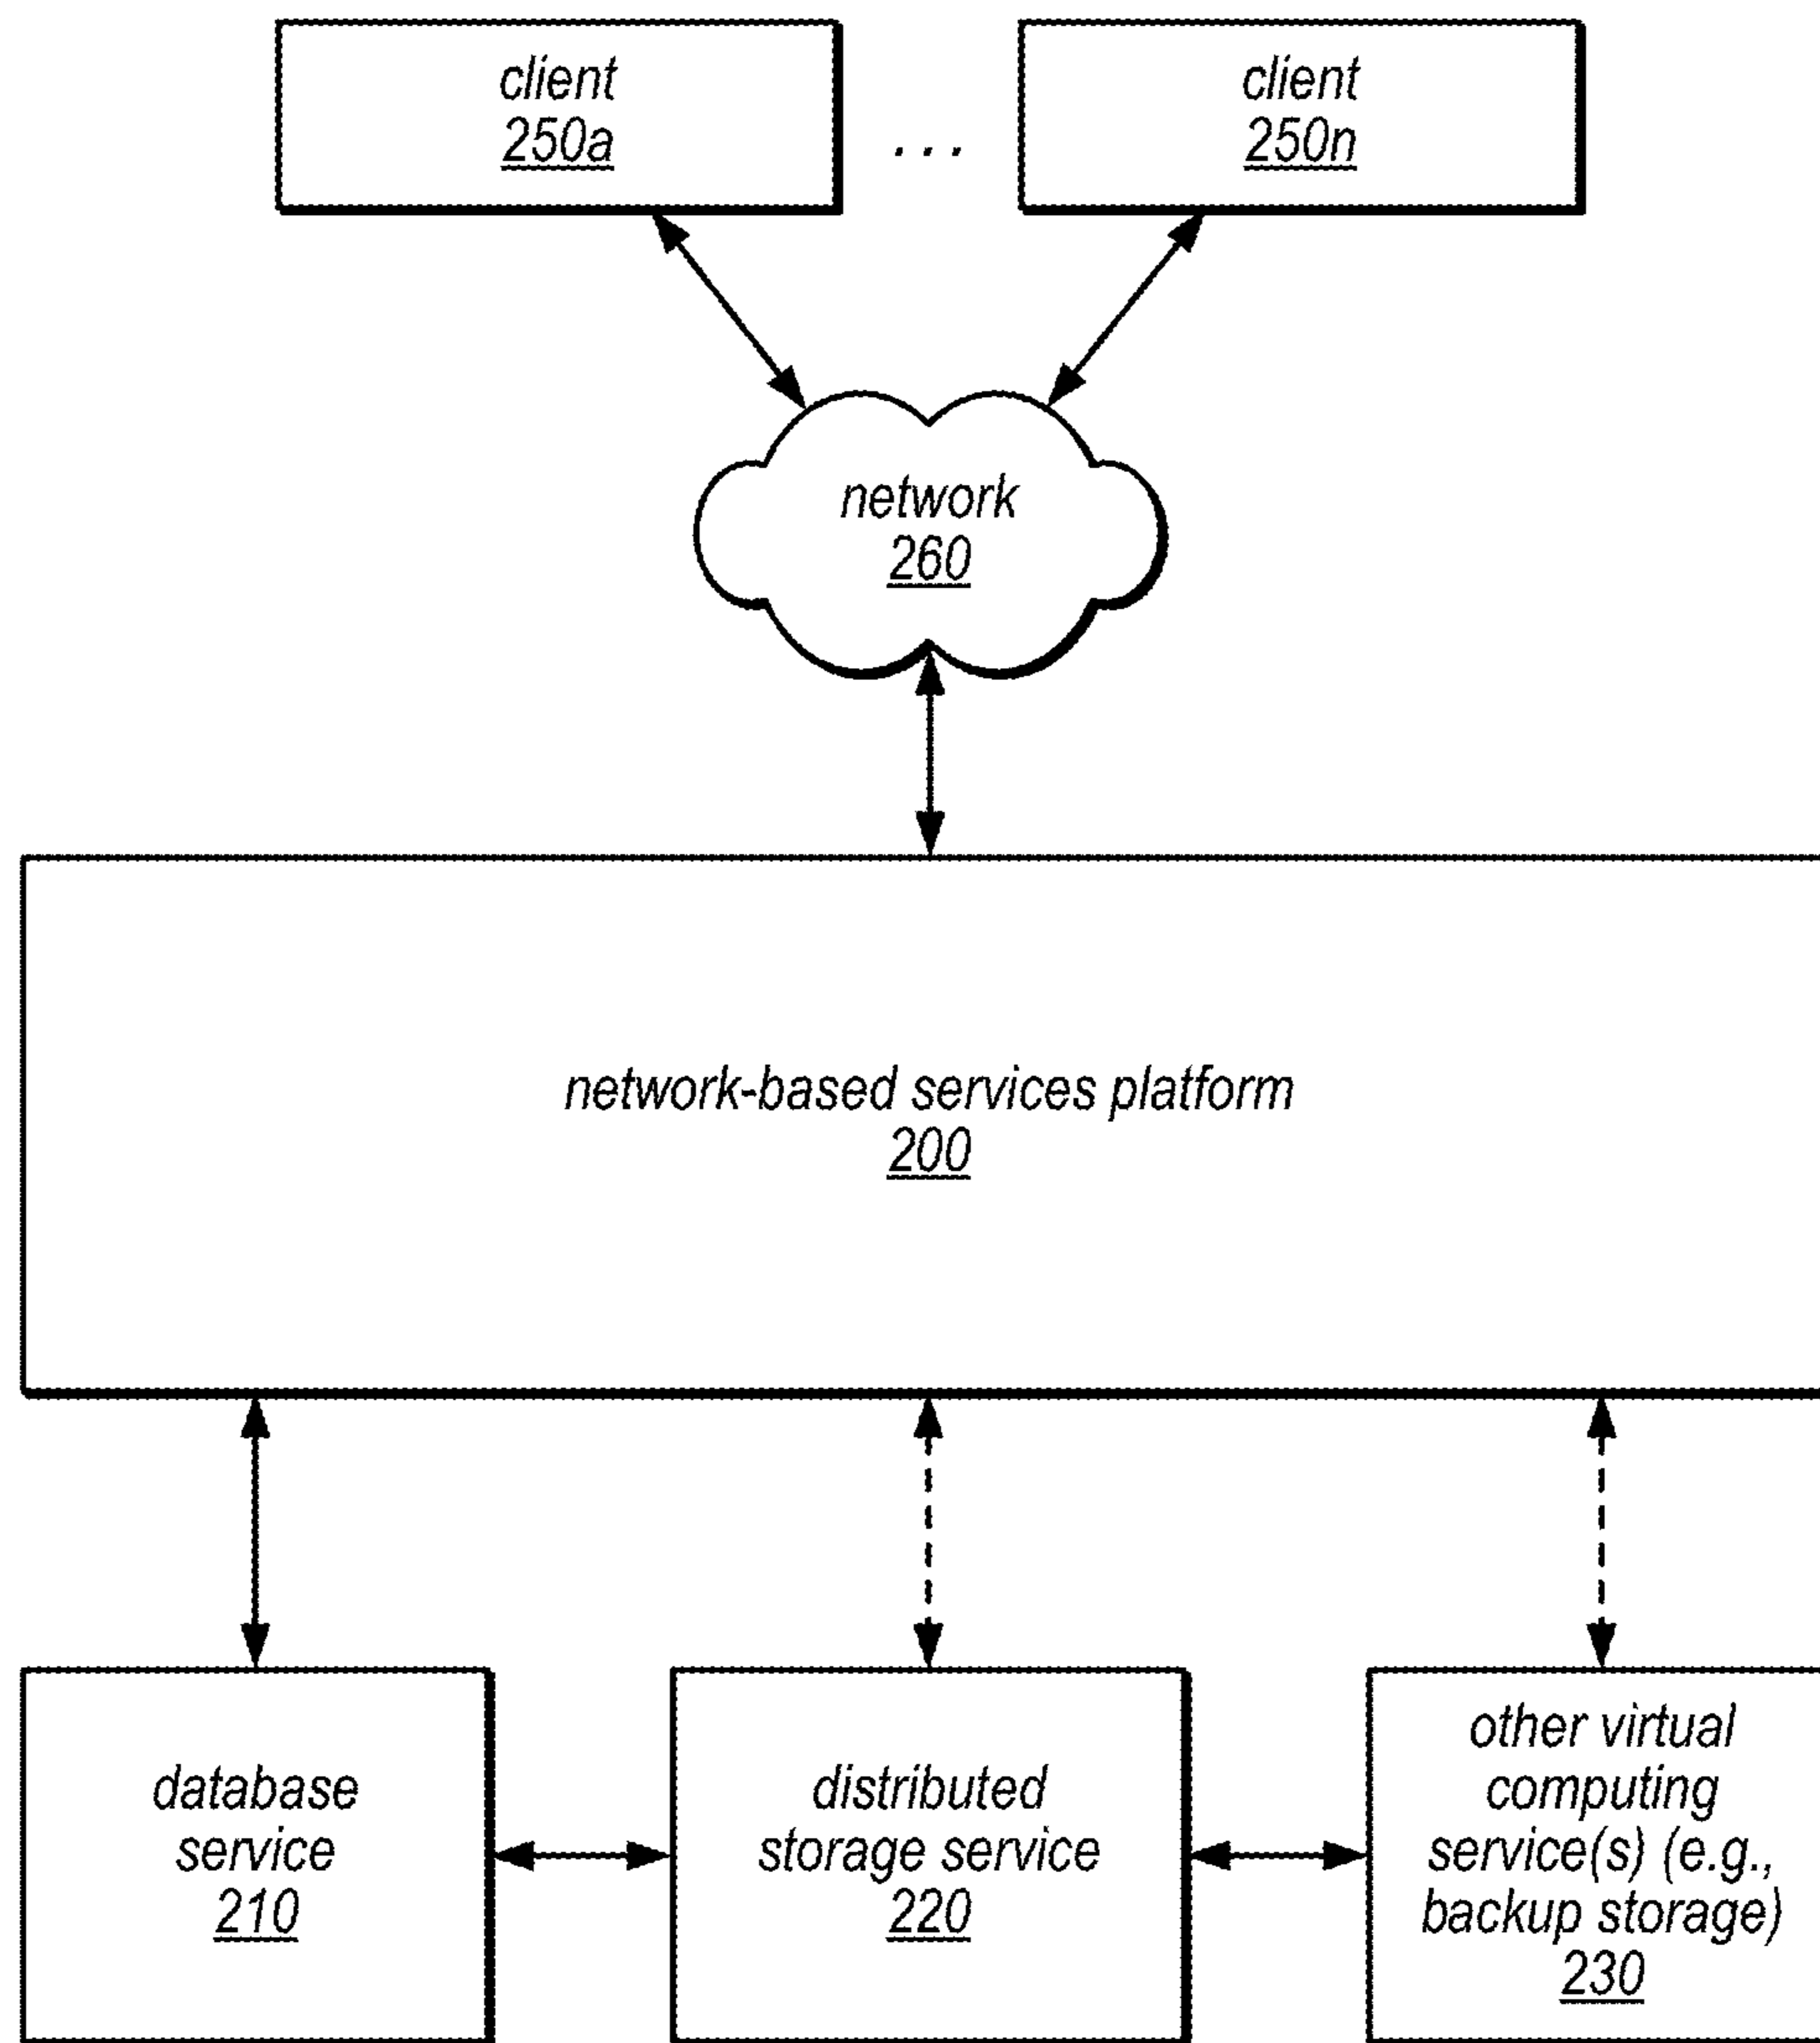 client
250a
. . .
client
250n
network
260
network-based services platform
200
database
service
210
distributed
storage service
220
other virtual
computing
service(s) (e.g.,
backup storage)
230